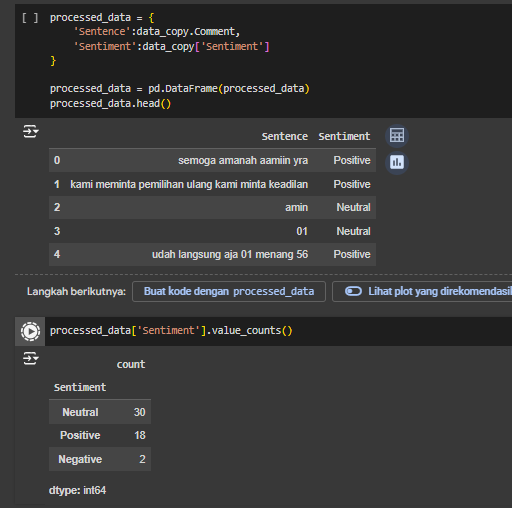 [ ] processed_data = {
'Sentence':data_copy.Comment,
'Sentiment':data_copy['Sentiment']
}
processed_data = pd.DataFrame(processed_data)
processed_data.head()
Sentence Sentiment
0 semoga amanah aamiin yra Positive
1 kami meminta pemilihan ulang kami minta keadilan Positive
2 amin Neutral
3 01 Neutral
4 udah langsung aja 01 menang 56 Positive
Langkah berikutnya: Buat kode dengan processed_data Lihat plot yang direkomendasil
processed_data['Sentiment'].value_counts()
count
Sentiment
Neutral 30
Positive 18
Negative 2
dtype: int64